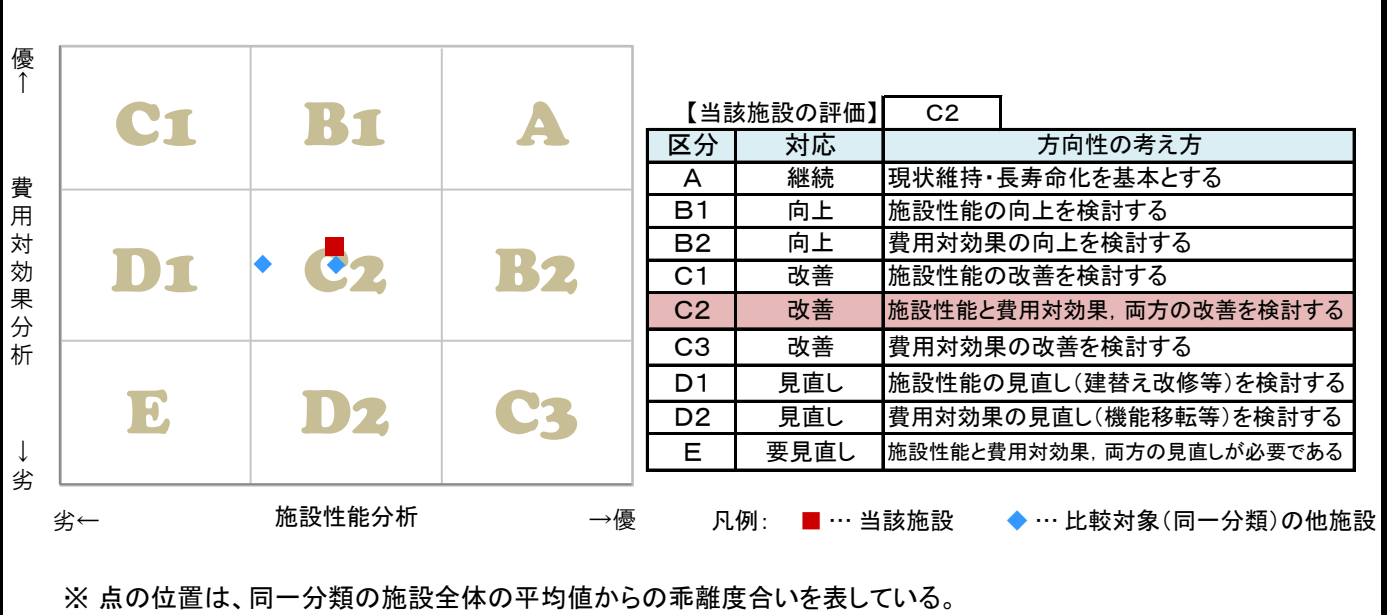 優
↑
費用対効果分析
↓
劣
C1 B1 A
D1 C2 B2
E D2 C3
劣← 施設性能分析 →優
【当該施設の評価】 C2
区分 対応 方向性の考え方
A 継続 現状維持・長寿命化を基本とする
B1 向上 施設性能の向上を検討する
B2 向上 費用対効果の向上を検討する
C1 改善 施設性能の改善を検討する
C2 改善 施設性能と費用対効果，両方の改善を検討する
C3 改善 費用対効果の改善を検討する
D1 見直し 施設性能の見直し（建替え改修等）を検討する
D2 見直し 費用対効果の見直し（機能移転等）を検討する
E 要見直し 施設性能と費用対効果，両方の見直しが必要である
凡例： ■ … 当該施設 ◆ … 比較対象（同一分類）の他施設
※ 点の位置は、同一分類の施設全体の平均値からの乖離度合いを表している。